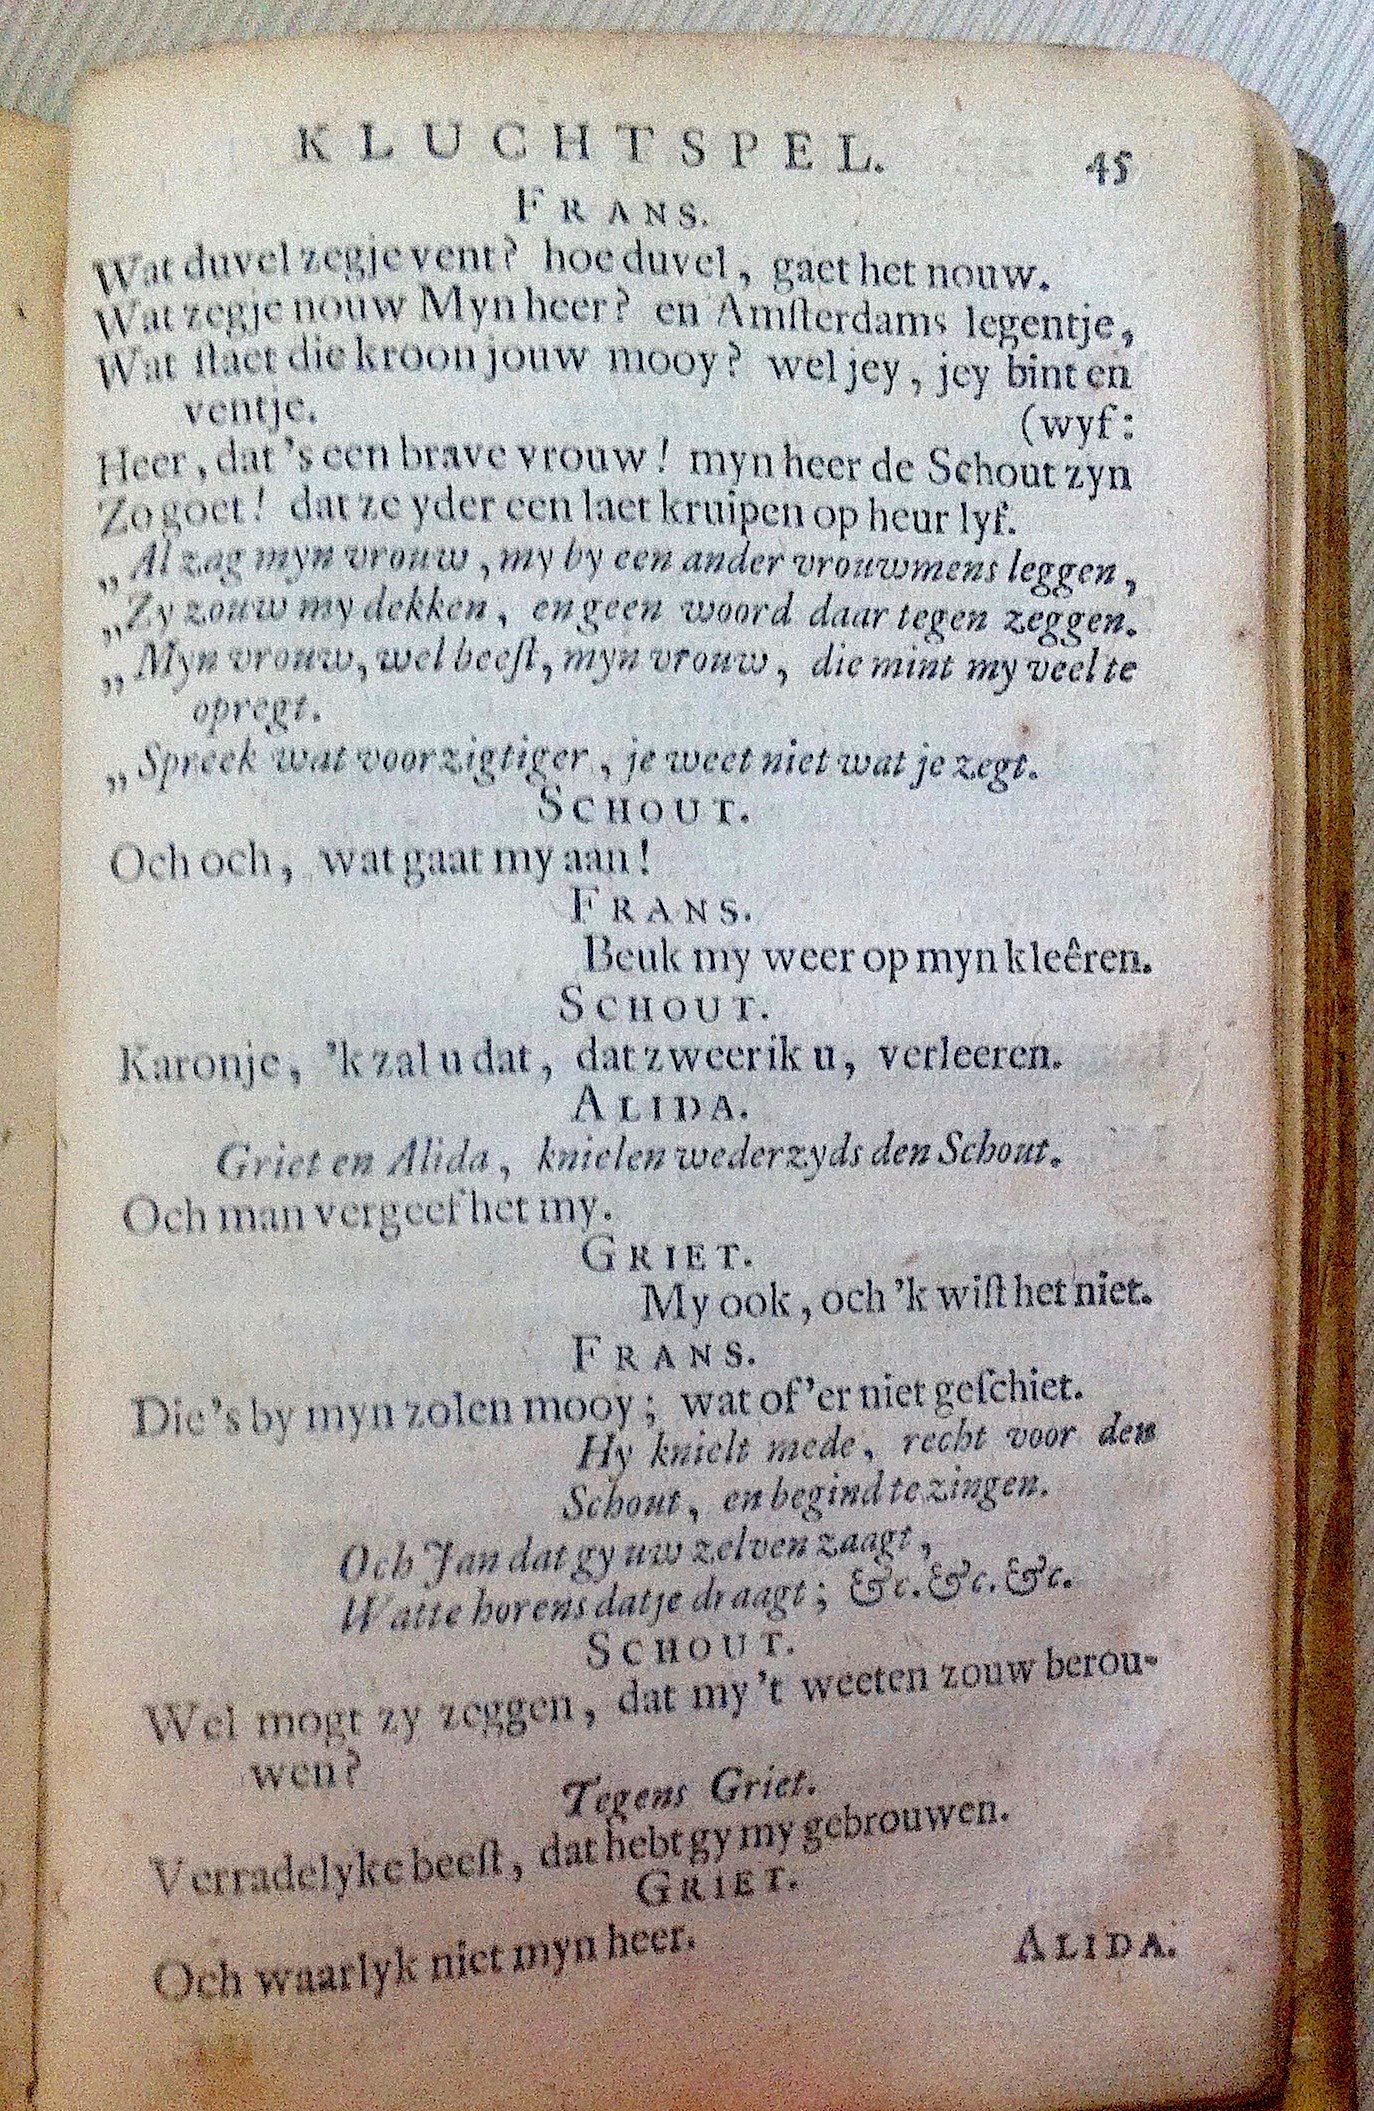 KLUCHTSPEL. 45
FRANS.
Wat duvel zegje vent? hoe duvel, gaet het nouw.
Wat zegje nouw Myn heer? en Amſterdams legentje,
Wat ſtaet die kroon jouw mooy? wel jey, jey bint en
ventje. (wyf:
Heer, dat 's een brave vrouw! myn heer de Schout zyn
Zo goet! dat ze yder een laet kruipen op heur lyf.
„Al zag myn vrouw, my by een ander vrouwmens leggen,
„Zy zouw my dekken, en geen woord daar tegen zeggen.
„Myn vrouw, wel beeſt, myn vrouw, die mint my veel te
opregt.
„Spreek wat voorzigtiger, je weet niet wat je zegt.
SCHOUT.
Och och, wat gaat my aan!
FRANS.
Beuk my weer op myn kleêren.
SCHOUT.
Karonje, 'k zal u dat, dat zweer ik u, verleeren.
ALIDA.
Griet en Alida, knielen wederzyds den Schout.
Och man vergeef het my.
GRIET.
My ook, och 'k wiſt het niet.
FRANS.
Die 's by myn zolen mooy; wat of 'er niet geſchiet.
Hy knielt mede, recht voor den
Schout, en begind te zingen.
Och Jan dat gy uw zelven zaagt,
Watte horens datje draagt; &c. &c. &c.
SCHOUT.
Wel mogt zy zeggen, dat my 't weeten zouw berou-
wen?
Tegens Griet.
Verradelyke beeſt, dat hebt gy my gebrouwen.
GRIET.
Och waarlyk niet myn heer.
ALIDA.